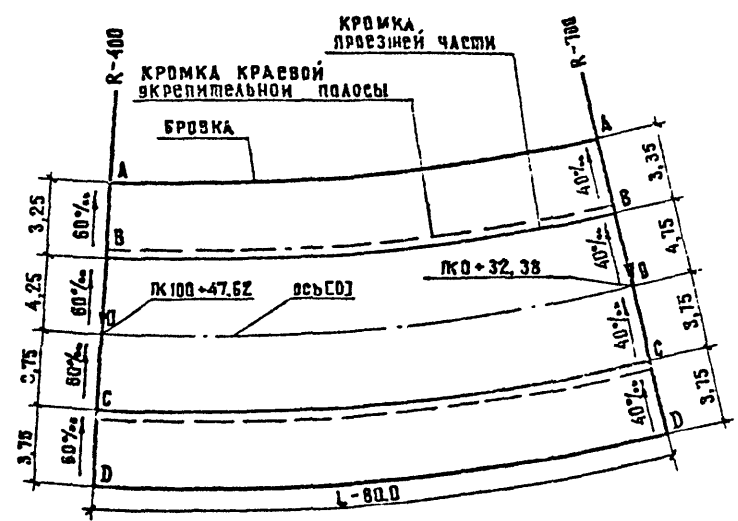 КРОМКА
ПРОЕЗЖЕЙ ЧАСТИ
R-400
R-700
КРОМКА КРАЕВОЙ
УКРЕПИТЕЛЬНОЙ ПОЛОСЫ
БРОВКА
A
A
40‰
3,35
3,25
60‰
B
B
40‰
4,75
4,25
60‰
ПК100+47.62
ось[0]
ПК0+32,38
0
0
40‰
3,75
3,75
60‰
C
C
40‰
3,75
3,75
60‰
D
D
L-80.0